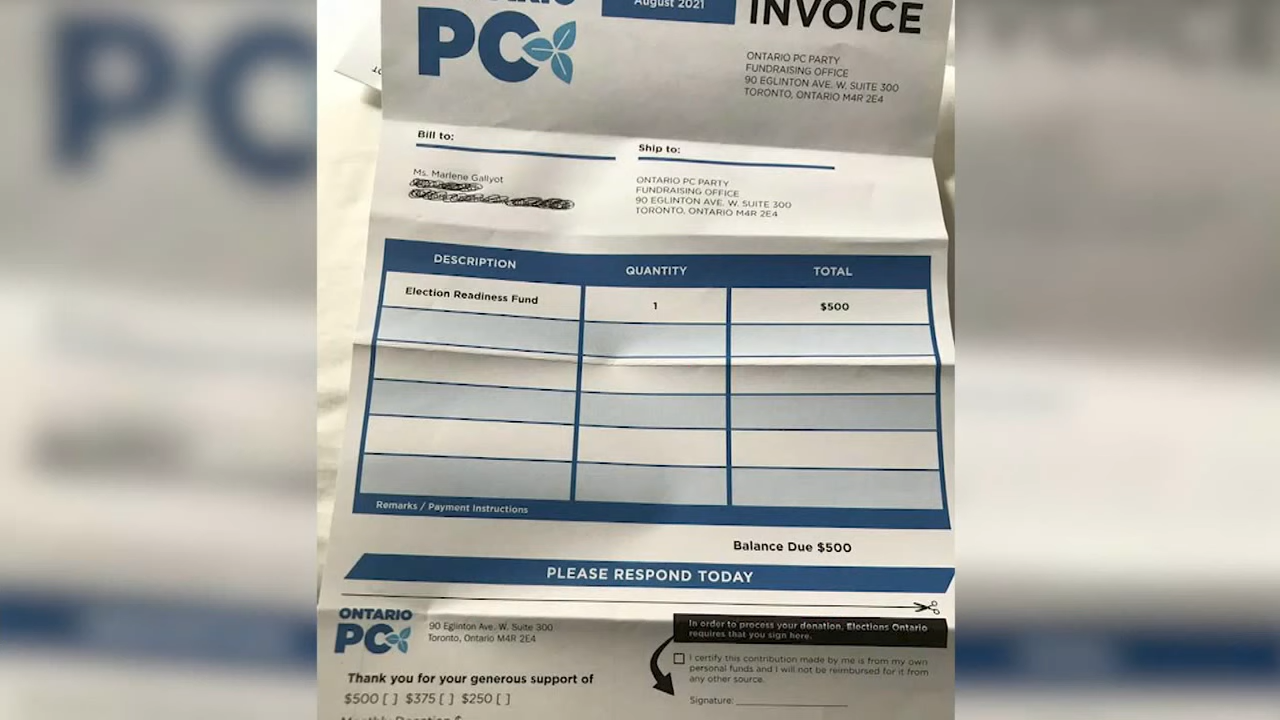 August 2021
INVOICE
PC
ONTARIO PC PARTY
FUNDRAISING OFFICE
90 EGLINTON AVE. W. SUITE 300
TORONTO, ONTARIO M4R 2E4
Bill to:
Ship to:
Ms. Marlene Gallyot
ONTARIO PC PARTY
FUNDRAISING OFFICE
90 EGLINTON AVE. W. SUITE 300
TORONTO, ONTARIO M4R 2E4
DESCRIPTION QUANTITY TOTAL
Election Readiness Fund 1 $500
Remarks / Payment Instructions
Balance Due $500
PLEASE RESPOND TODAY
ONTARIO
PC
90 Eglinton Ave. W. Suite 300
Toronto, Ontario M4R 2E4
In order to process your donation, Elections Ontario
requires that you sign here.
I certify this contribution made by me is from my own
personal funds and I will not be reimbursed for it from
any other source.
Signature:
Thank you for your generous support of
$500 [ ] $375 [ ] $250 [ ]